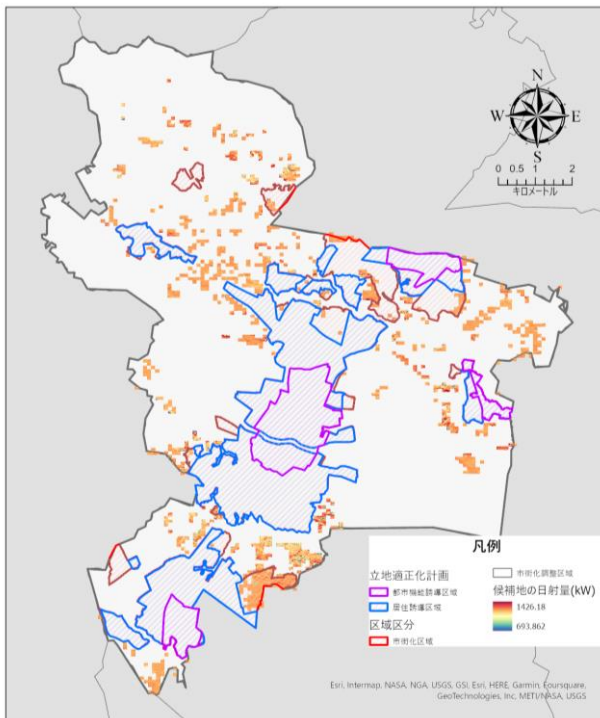 N
W E
S
0 0.5 1 2
キロメートル
凡例
立地適正化計画
都市機能誘導区域
居住誘導区域
区域区分
市街化区域
市街化調整区域
候補地の日射量(kW)
1426.18
693.862
Esri, Intermap, NASA, NGA, USGS, GSI, Esri, HERE, Garmin, Foursquare,
GeoTechnologies, Inc, METI/NASA, USGS